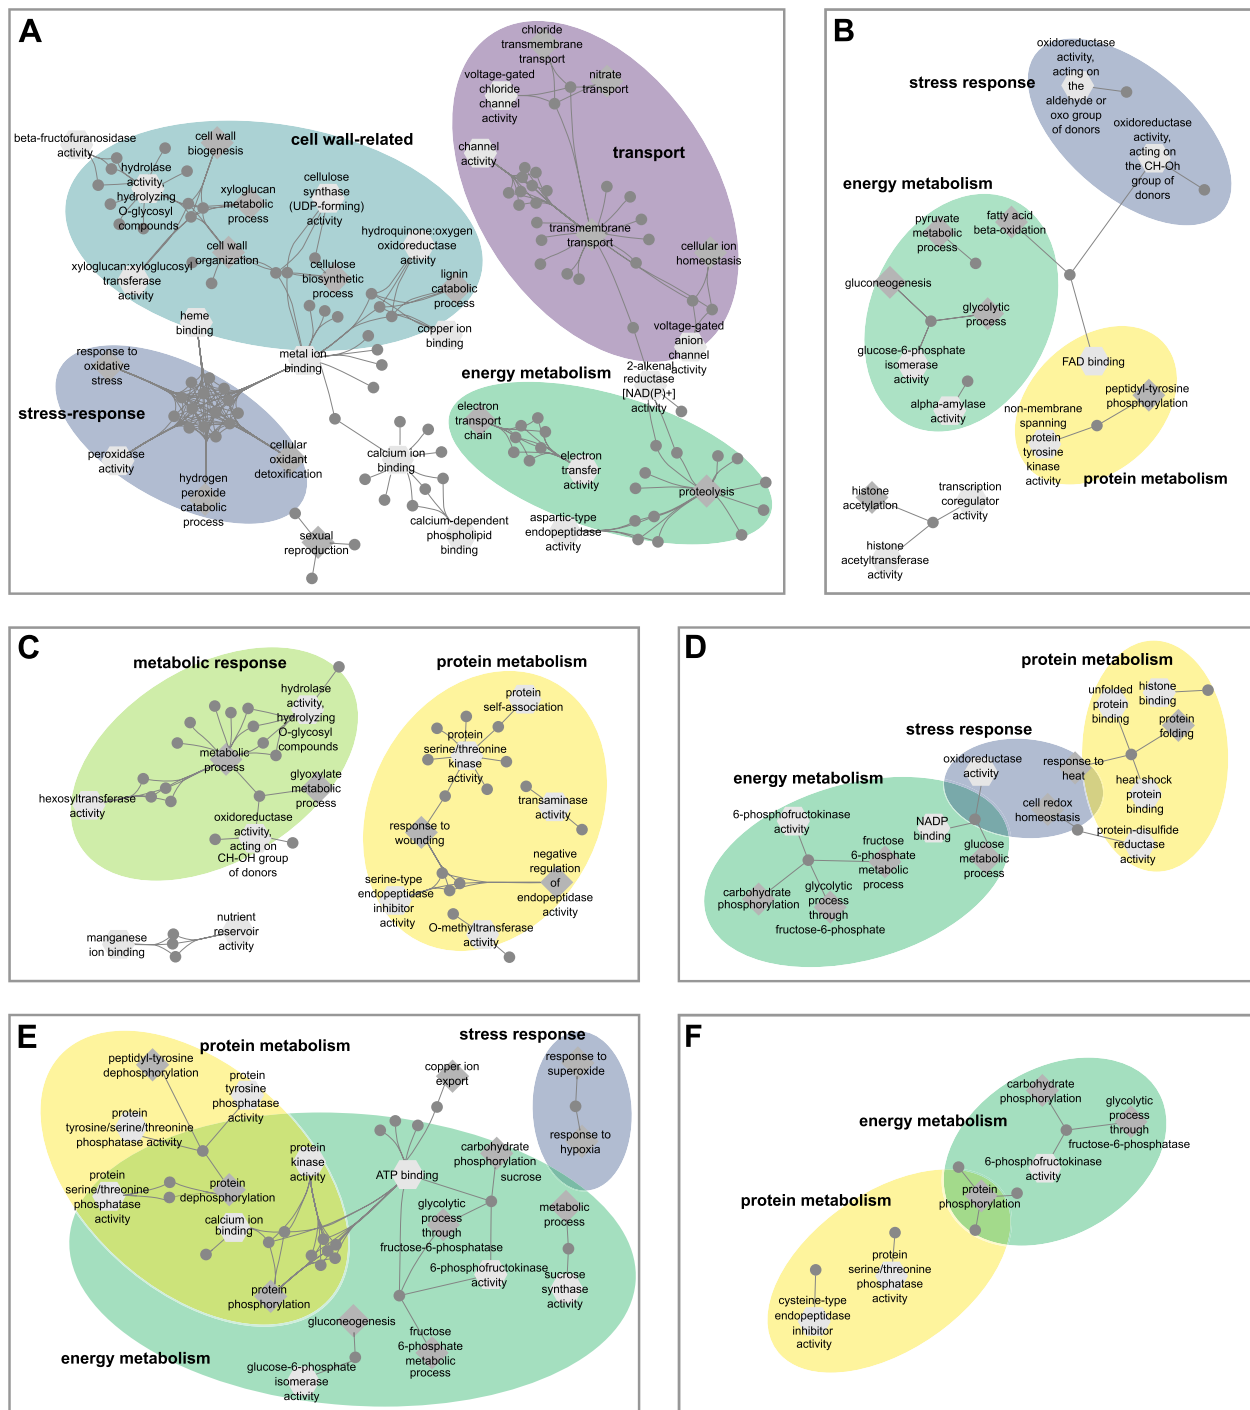 A
chloride
transmembrane
transport
voltage-gated
chloride
channel
activity
nitrate
transport
channel
activity
transport
transmembrane
transport
cellular ion
homeostasis
voltage-gated
anion
channel
activity
beta-fructofuranosidase
activity
cell wall
biogenesis
cell wall-related
hydrolase
activity,
hydrolyzing
O-glycosyl
compounds
xyloglucan
metabolic
process
cellulose
synthase
(UDP-forming)
activity
hydroquinone:oxygen
oxidoreductase
activity
cell wall
organization
xyloglucan:xyloglucosyl
transferase
activity
cellulose
biosynthetic
process
lignin
catabolic
process
heme
binding
copper ion
binding
metal ion
binding
response to
oxidative
stress
stress-response
peroxidase
activity
hydrogen
peroxide
catabolic
process
cellular
oxidant
detoxification
sexual
reproduction
calcium ion
binding
calcium-dependent
phospholipid
binding
energy metabolism
2-alkenal
reductase
[NAD(P)+]
activity
electron
transport
chain
electron
transfer
activity
proteolysis
aspartic-type
endopeptidase
activity
B
stress response
oxidoreductase
activity,
acting on
the
aldehyde or
oxo group
of donors
oxidoreductase
activity,
acting on
the CH-Oh
group of
donors
energy metabolism
pyruvate
metabolic
process
fatty acid
beta-oxidation
gluconeogenesis
glycolytic
process
glucose-6-phosphate
isomerase
activity
alpha-amylase
activity
FAD binding
peptidyl-tyrosine
phosphorylation
non-membrane
spanning
protein
tyrosine
kinase
activity
protein metabolism
histone
acetylation
transcription
coregulator
activity
histone
acetyltransferase
activity
C
metabolic response
hydrolase
activity,
hydrolyzing
O-glycosyl
compounds
metabolic
process
glyoxylate
metabolic
process
hexosyltransferase
activity
oxidoreductase
activity,
acting on
CH-OH group
of donors
manganese
ion binding
nutrient
reservoir
activity
protein metabolism
protein
self-association
protein
serine/threonine
kinase
activity
transaminase
activity
response to
wounding
negative
regulation
of
endopeptidase
activity
serine-type
endopeptidase
inhibitor
activity
O-methyltransferase
activity
D
protein metabolism
unfolded
protein
binding
histone
binding
protein
folding
stress response
oxidoreductase
activity
response to
heat
heat shock
protein
binding
cell redox
homeostasis
protein-disulfide
reductase
activity
energy metabolism
6-phosphofructokinase
activity
NADP
binding
glucose
metabolic
process
fructose
6-phosphate
metabolic
process
carbohydrate
phosphorylation
glycolytic
process
through
fructose-6-phosphate
E
protein metabolism
peptidyl-tyrosine
dephosphorylation
protein
tyrosine
phosphatase
activity
protein
tyrosine/serine/threonine
phosphatase activity
protein
serine/threonine
phosphatase
activity
protein
dephosphorylation
protein
kinase
activity
calcium ion
binding
protein
phosphorylation
stress response
response to
superoxide
response to
hypoxia
copper ion
export
ATP binding
carbohydrate
phosphorylation
sucrose
metabolic
process
glycolytic
process
through
fructose-6-phosphatase
6-phosphofructokinase
activity
sucrose
synthase
activity
gluconeogenesis
fructose
6-phosphate
metabolic
process
glucose-6-phosphate
isomerase
activity
energy metabolism
F
energy metabolism
carbohydrate
phosphorylation
glycolytic
process
through
fructose-6-phosphatase
6-phosphofructokinase
activity
protein
phosphorylation
protein metabolism
protein
serine/threonine
phosphatase
activity
cysteine-type
endopeptidase
inhibitor
activity